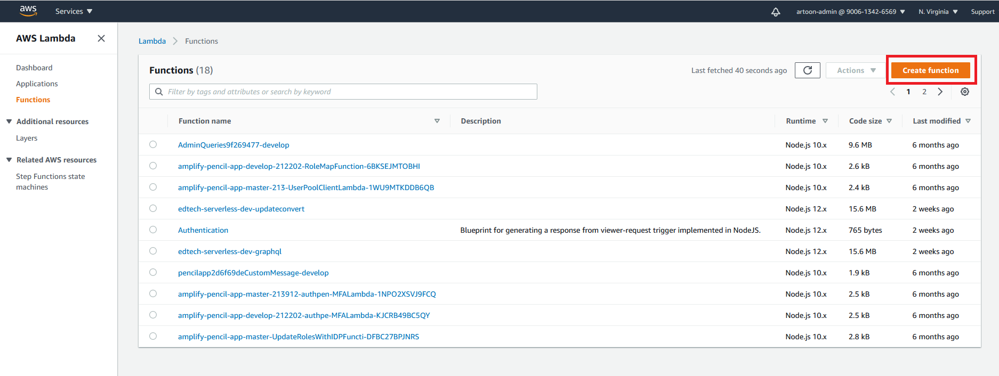 aws Services artoon-admin @ 9006-1342-6569 N. Virginia Support
AWS Lambda
Dashboard
Applications
Functions
Additional resources
Layers
Related AWS resources
Step Functions state
machines
Lambda Functions
Functions (18) Last fetched 40 seconds ago Actions Create function
Filter by tags and attributes or search by keyword 1 2
Function name Description Runtime Code size Last modified
AdminQueries9f269477-develop Node.js 10.x 9.6 MB 6 months ago
amplify-pencil-app-develop-212202-RoleMapFunction-6BKSEJMTOBHI Node.js 10.x 2.6 kB 6 months ago
amplify-pencil-app-master-213-UserPoolClientLambda-1WU9MTKDDB6QB Node.js 10.x 2.4 kB 6 months ago
edtech-serverless-dev-updateconvert Node.js 12.x 15.6 MB 2 weeks ago
Authentication Blueprint for generating a response from viewer-request trigger implemented in NodeJS. Node.js 12.x 765 bytes 2 weeks ago
edtech-serverless-dev-graphql Node.js 12.x 15.6 MB 2 weeks ago
pencilapp2d6f69deCustomMessage-develop Node.js 10.x 1.9 kB 6 months ago
amplify-pencil-app-master-213912-authpen-MFALambda-1NPO2XSVJ9FCQ Node.js 10.x 2.5 kB 6 months ago
amplify-pencil-app-develop-212202-authpe-MFALambda-KJCRB49BC5QY Node.js 10.x 2.5 kB 6 months ago
amplify-pencil-app-master-UpdateRolesWithIDPFuncti-DFBC27BPJNRS Node.js 10.x 2.8 kB 6 months ago